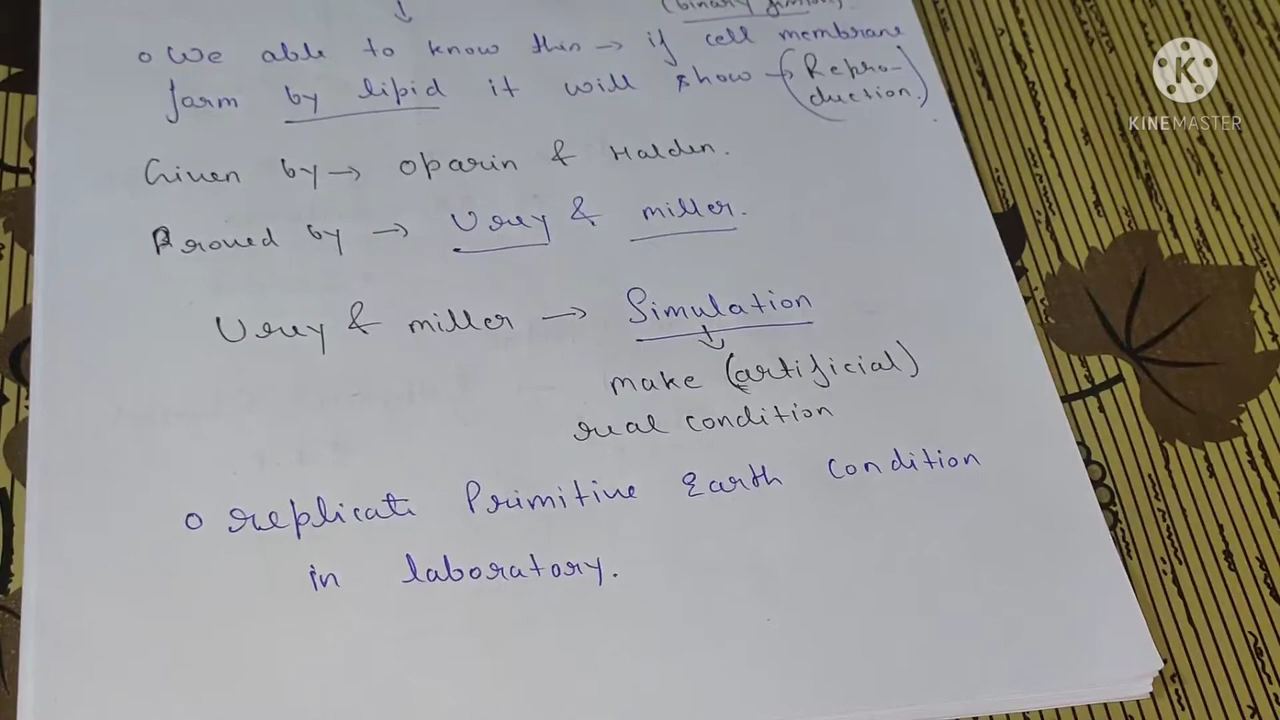 (binary fission).
o We able to know this → if cell membrane
form by lipid it will show → (Repro-
duction.)
Given by → Oparin & Halden.
Proved by → Urey & miller.
Urey & miller → Simulation
make (artificial)
real condition
o replicate Primitive Earth Condition
in laboratory.
K
KINEMASTER